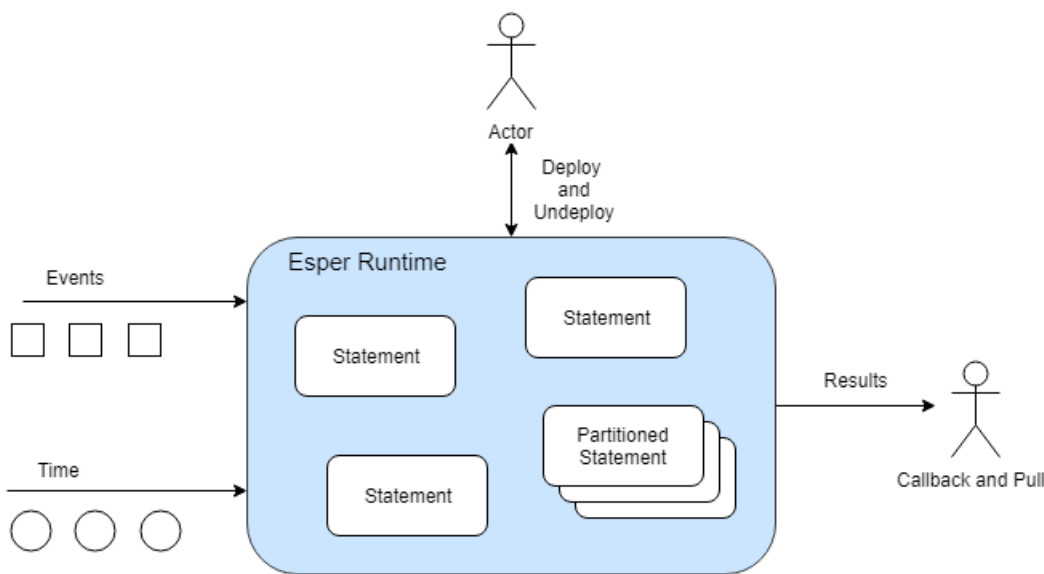 Actor
Deploy
and
Undeploy
Esper Runtime
Events
Statement
Statement
Results
Partitioned
Statement
Time
Statement
Callback and Pull